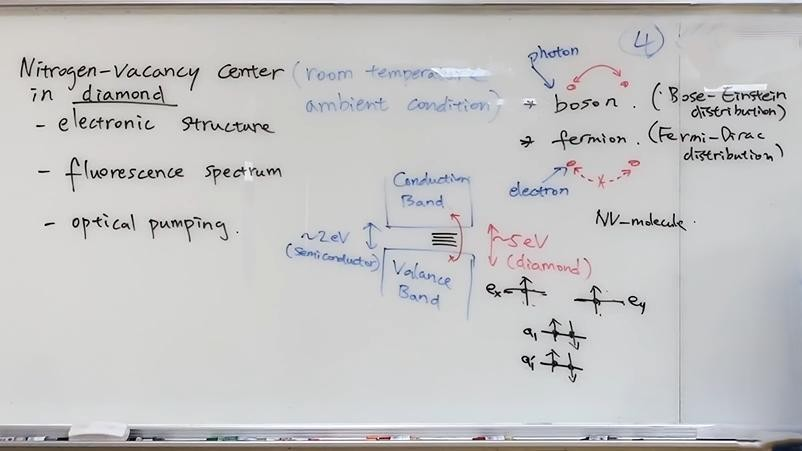 4
Nitrogen-Vacancy center (room temperature
in diamond ambient condition)
- electronic structure
- fluorescence spectrum
- optical pumping.
photon
* boson. (Bose-Einstein
distribution)
* fermion. (Fermi-Dirac
distribution)
electron
NV-molecule.
Conduction
Band
~2eV
(semiconductor)
~5eV
(diamond)
Valance
Band
ex ey
a1
a1'